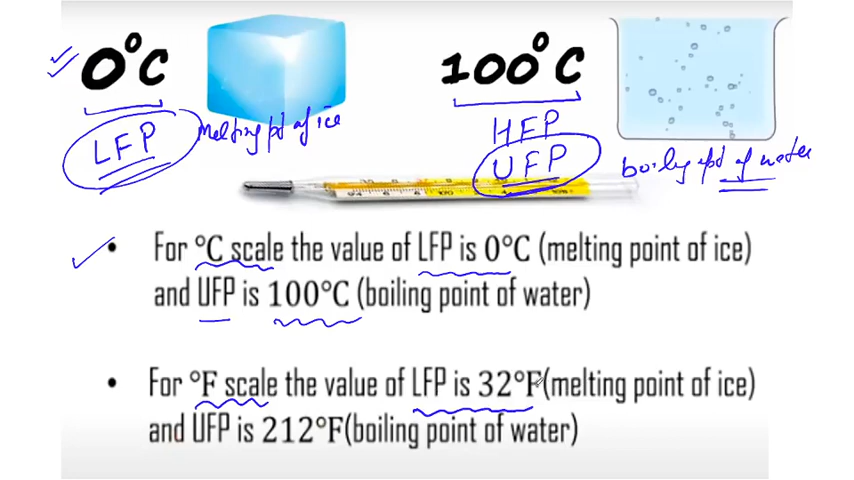 0°C
100°C
LFP
melting pt of ice
HFP
UFP
boiling pt of water
• For °C scale the value of LFP is 0°C (melting point of ice)
and UFP is 100°C (boiling point of water)
• For °F scale the value of LFP is 32°F(melting point of ice)
and UFP is 212°F(boiling point of water)